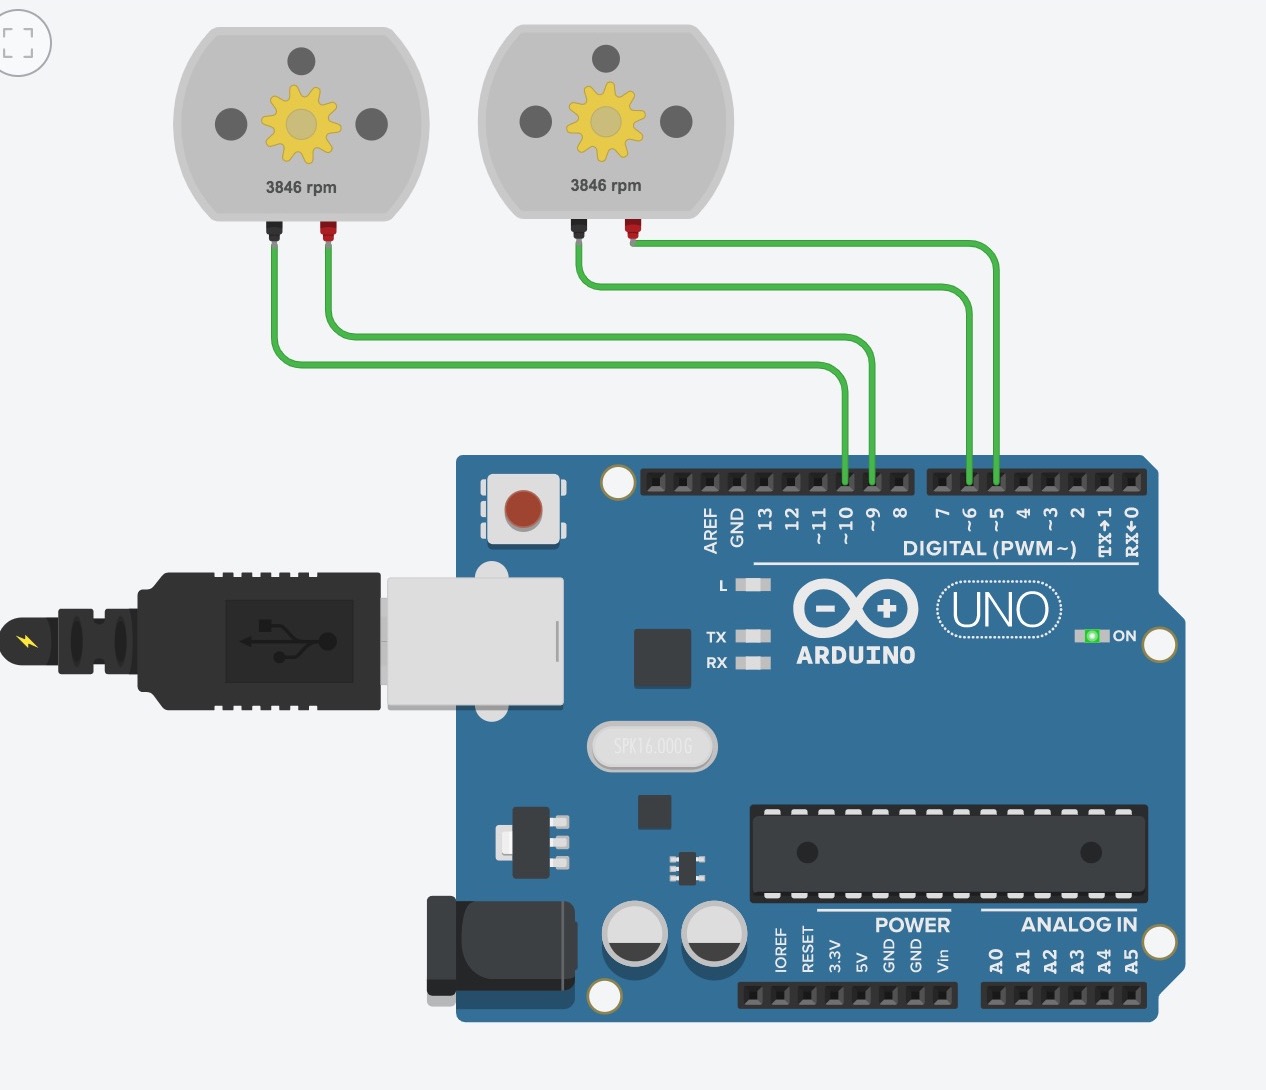 3846 rpm
3846 rpm
AREF
GND
13
12
~11
~10
~9
8
7
~6
~5
4
~3
2
TX→1
RX←0
DIGITAL (PWM~)
L
TX
RX
ARDUINO
UNO
ON
SPK16.000G
POWER
ANALOG IN
IOREF
RESET
3.3V
5V
GND
GND
Vin
A0
A1
A2
A3
A4
A5